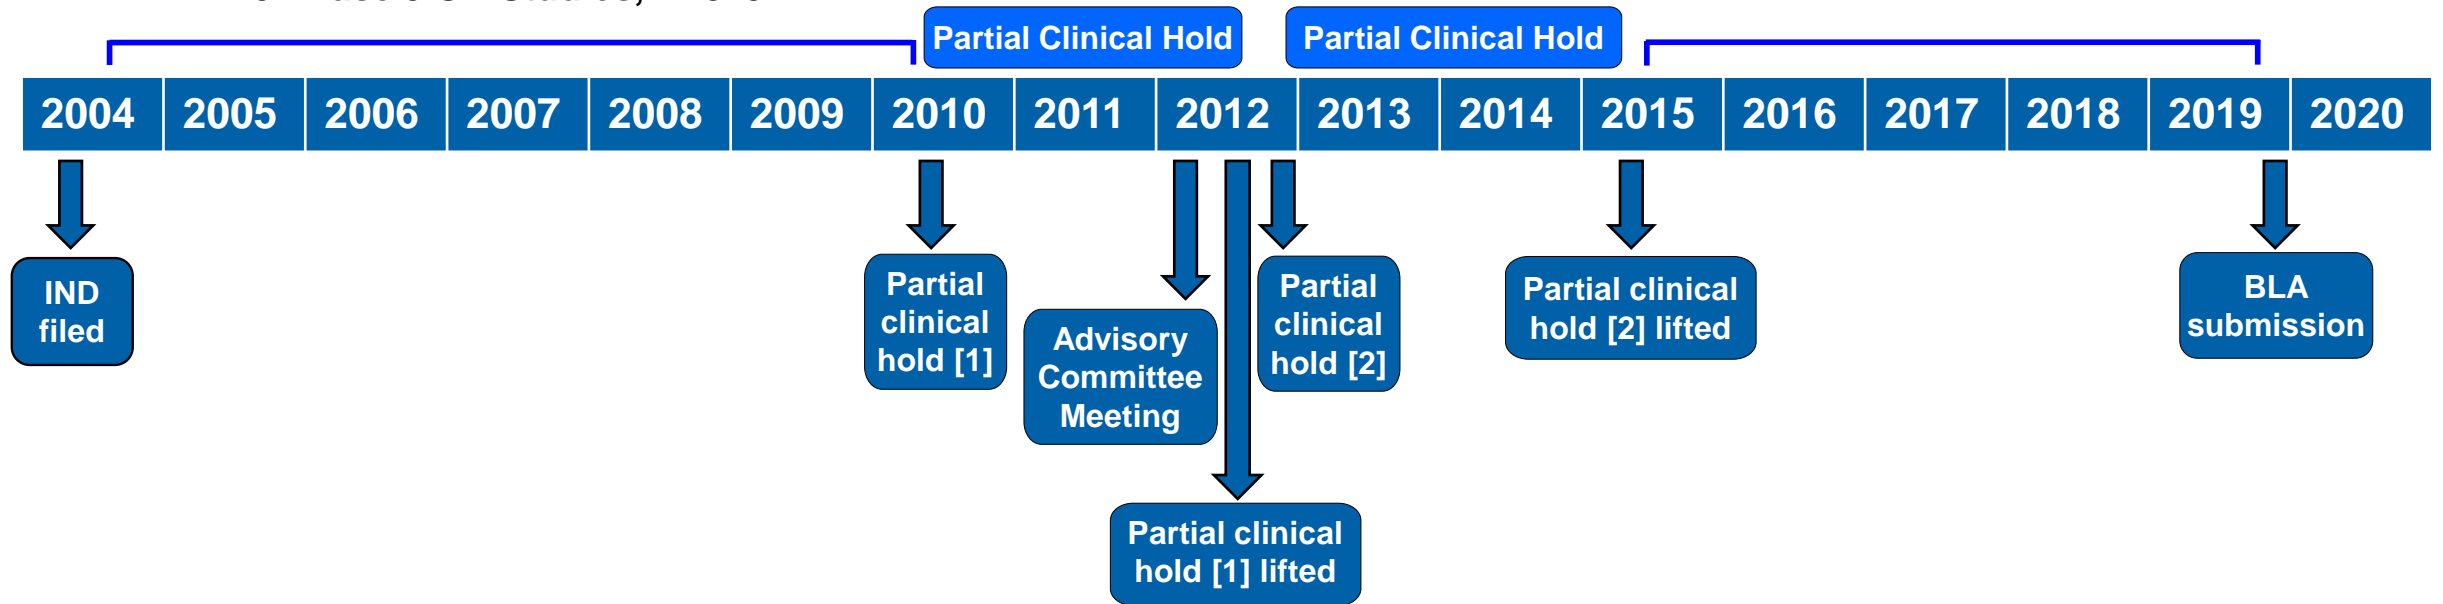 Partial Clinical Hold Partial Clinical Hold
2004 2005 2006 2007 2008 2009 2010 2011 2012 2013 2014 2015 2016 2017 2018 2019 2020
IND
filed
Partial
clinical
hold [1]
Advisory
Committee
Meeting
Partial clinical
hold [1] lifted
Partial
clinical
hold [2]
Partial clinical
hold [2] lifted
BLA
submission